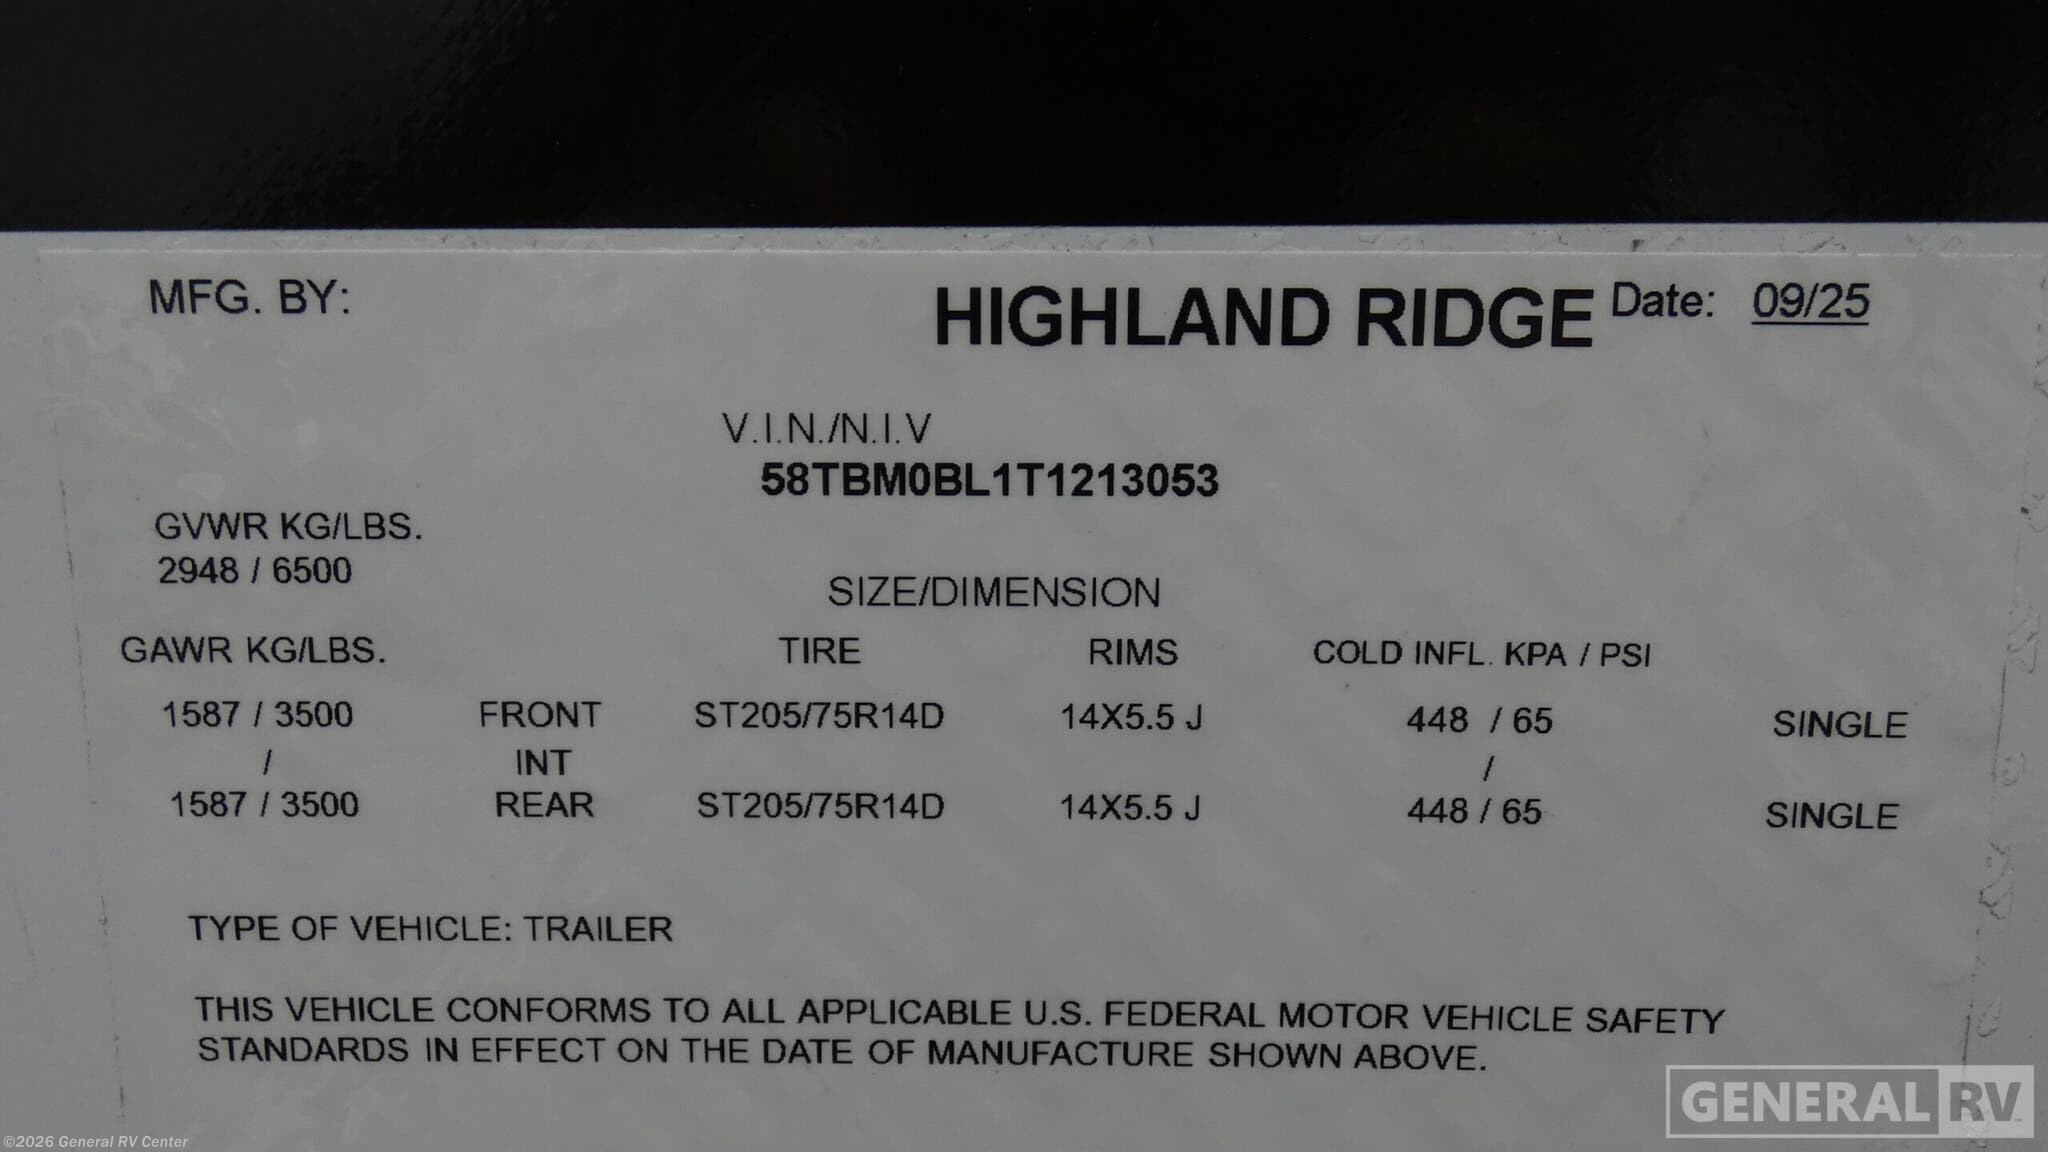 MFG. BY:
HIGHLAND RIDGE Date: 09/25
V.I.N./N.I.V
58TBM0BL1T1213053
GVWR KG/LBS.
2948 / 6500
SIZE/DIMENSION
GAWR KG/LBS. TIRE RIMS COLD INFL. KPA / PSI
1587 / 3500 FRONT ST205/75R14D 14X5.5 J 448 / 65 SINGLE
/ INT /
1587 / 3500 REAR ST205/75R14D 14X5.5 J 448 / 65 SINGLE
TYPE OF VEHICLE: TRAILER
THIS VEHICLE CONFORMS TO ALL APPLICABLE U.S. FEDERAL MOTOR VEHICLE SAFETY
STANDARDS IN EFFECT ON THE DATE OF MANUFACTURE SHOWN ABOVE.
GENERAL RV
©2026 General RV Center